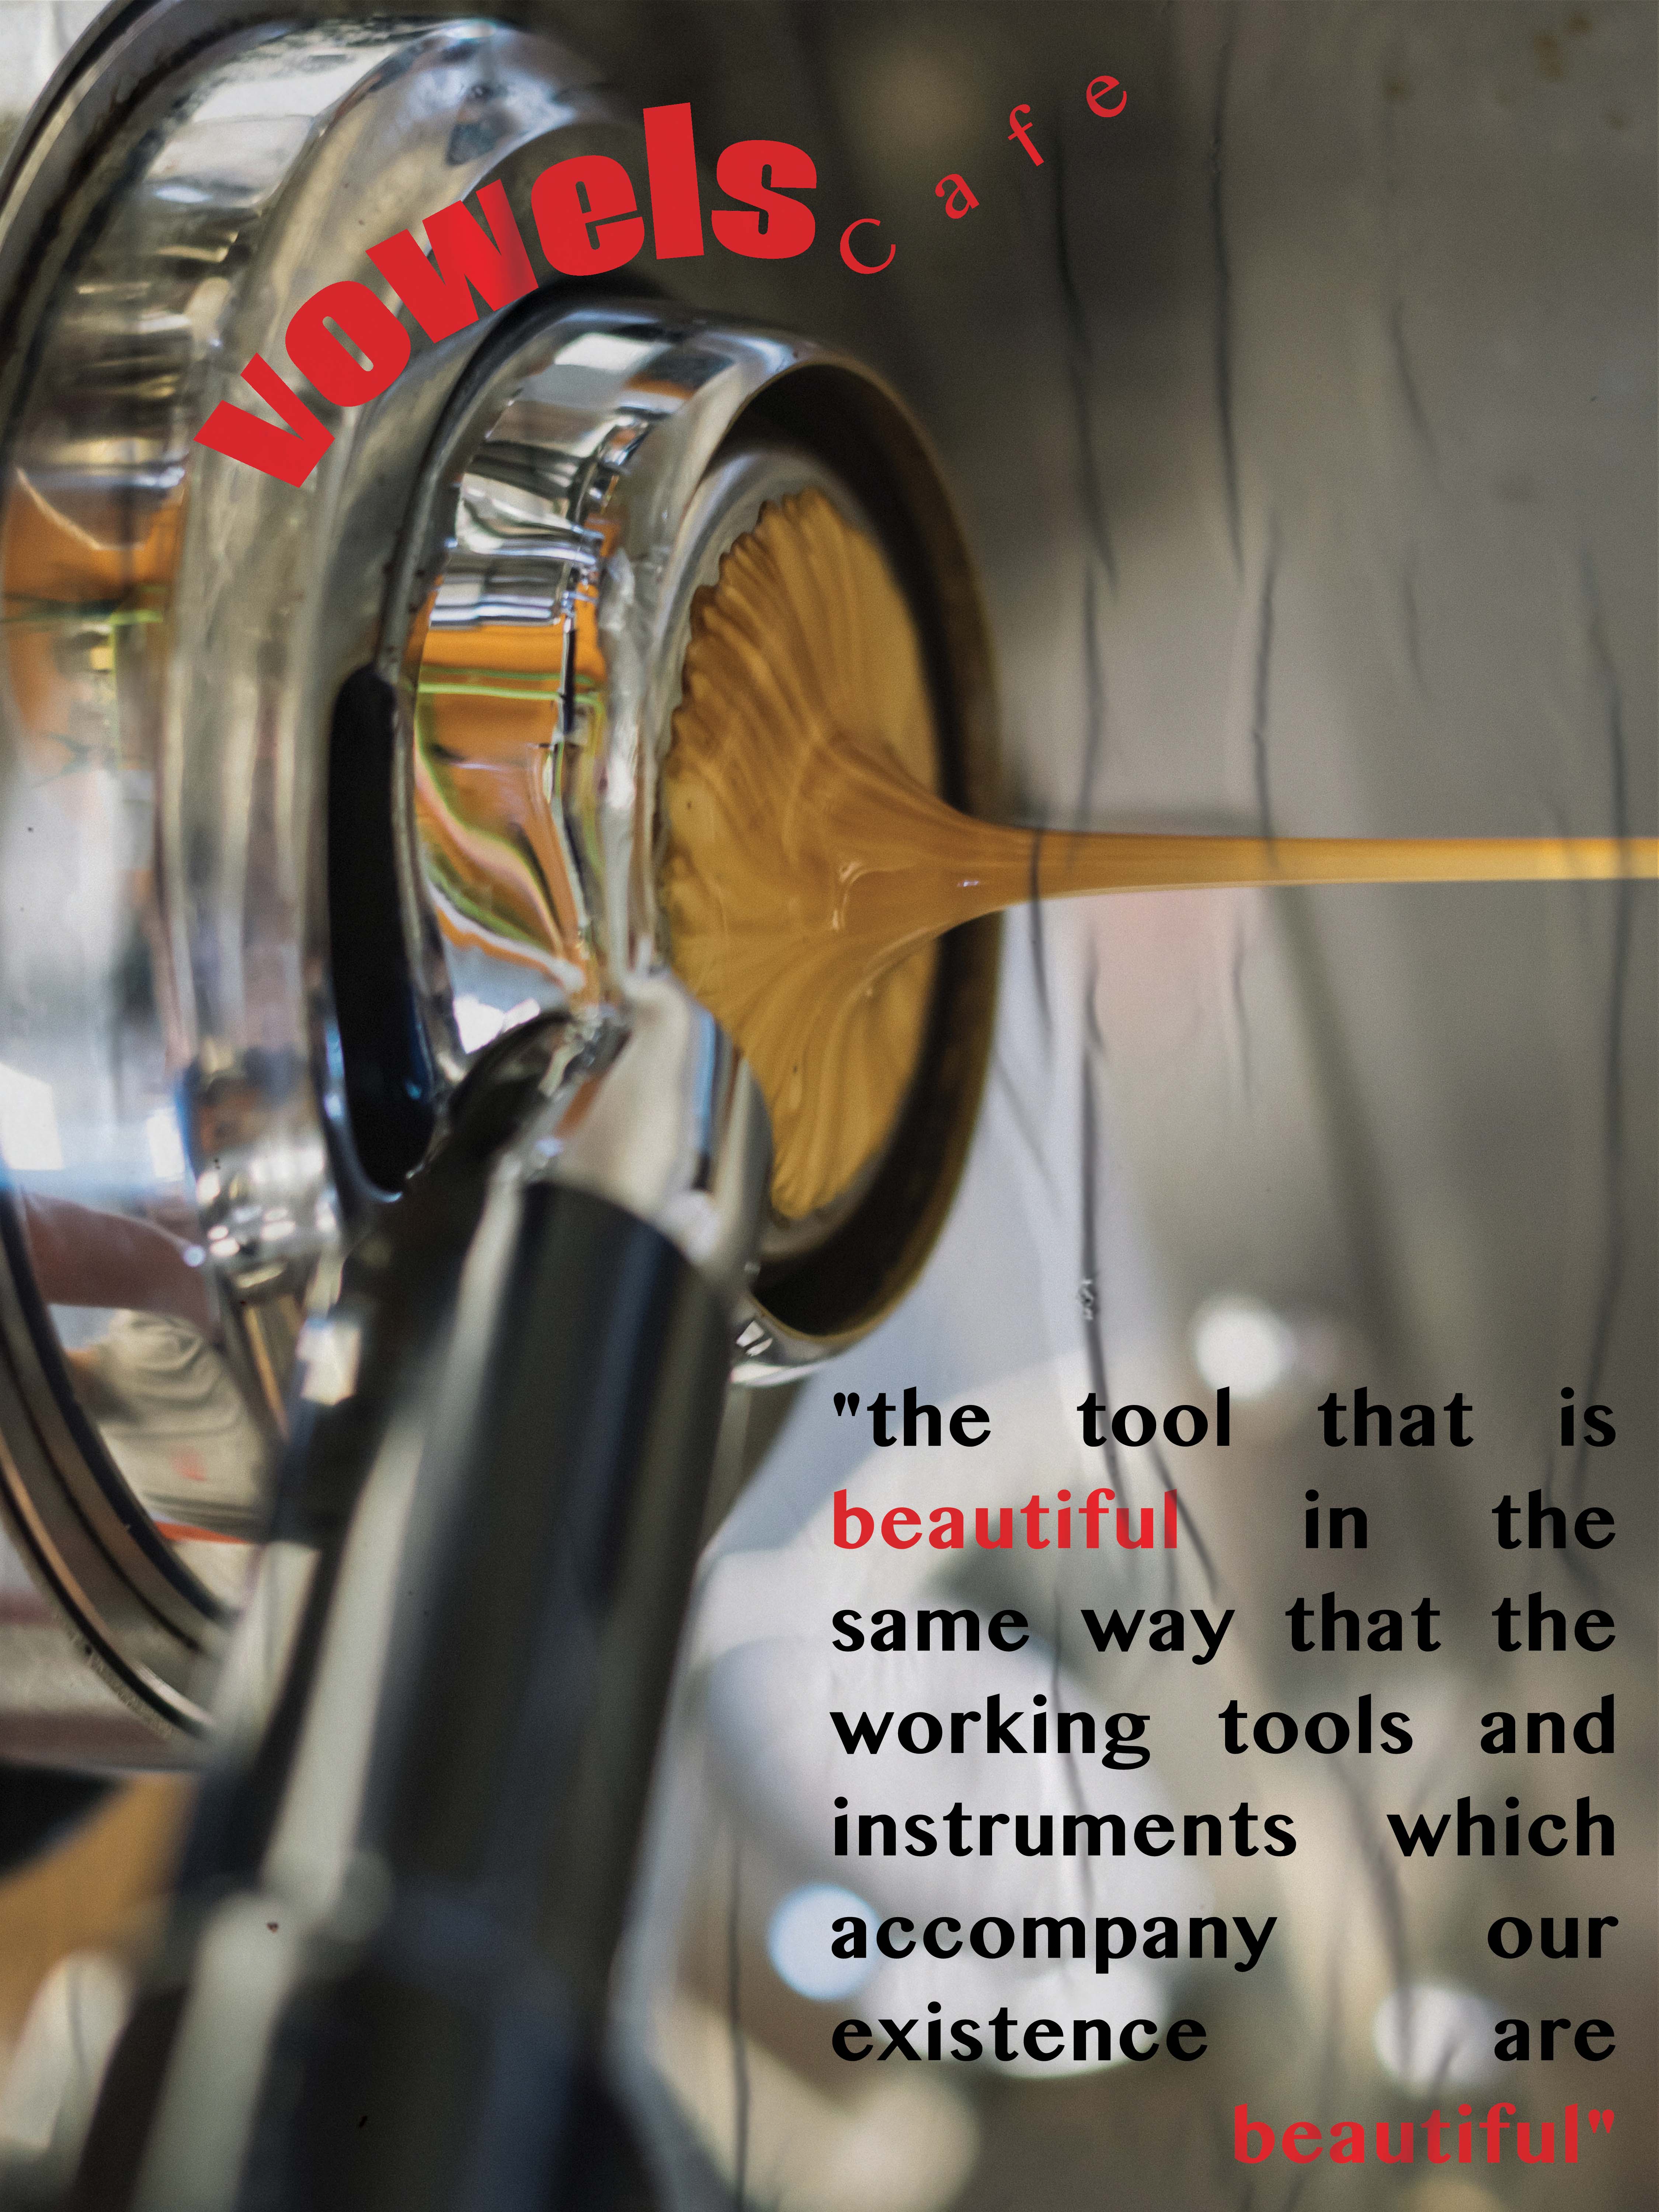 vowels
Cafe
"the tool that is
beautiful in the
same way that the
working tools and
instruments which
accompany our
existence are
beautiful"